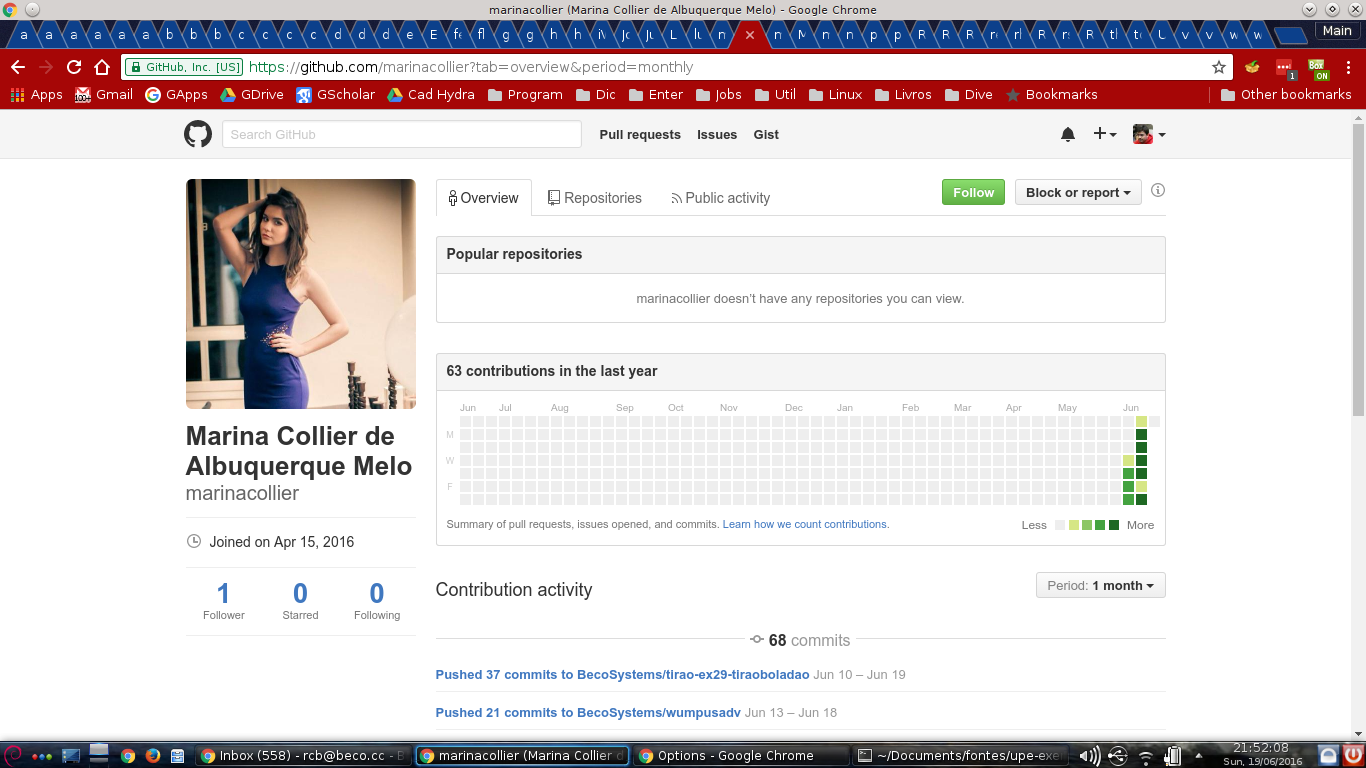 marinacollier (Marina Collier de Albuquerque Melo) - Google Chrome
a a a a a a b b b c c c c d d d e E f g g h h n p p R R R R U v v w w Main
GitHub, Inc. [US] https://github.com/marinacollier?tab=overview&period=monthly 1 ON
Apps Gmail GApps GDrive GScholar Cad Hydra Program Dic Enter Jobs Util Linux Livros Dive Bookmarks Other bookmarks
Search GitHub Pull requests Issues Gist
Overview Repositories Public activity Follow Block or report
Popular repositories
marinacollier doesn't have any repositories you can view.
63 contributions in the last year
Jun Jul Aug Sep Oct Nov Dec Jan Feb Mar Apr May Jun
M
W
F
Summary of pull requests, issues opened, and commits. Learn how we count contributions. Less More
Marina Collier de
Albuquerque Melo
marinacollier
Joined on Apr 15, 2016
1 0 0
Follower Starred Following
Contribution activity Period: 1 month
68 commits
Pushed 37 commits to BecoSystems/tirao-ex29-tiraoboladao Jun 10 – Jun 19
Pushed 21 commits to BecoSystems/wumpusadv Jun 13 – Jun 18
Inbox (558) - rcb@beco.cc - B marinacollier (Marina Collier d Options - Google Chrome ~/Documents/fontes/upe-exe 21:52:08
Sun, 19/06/2016